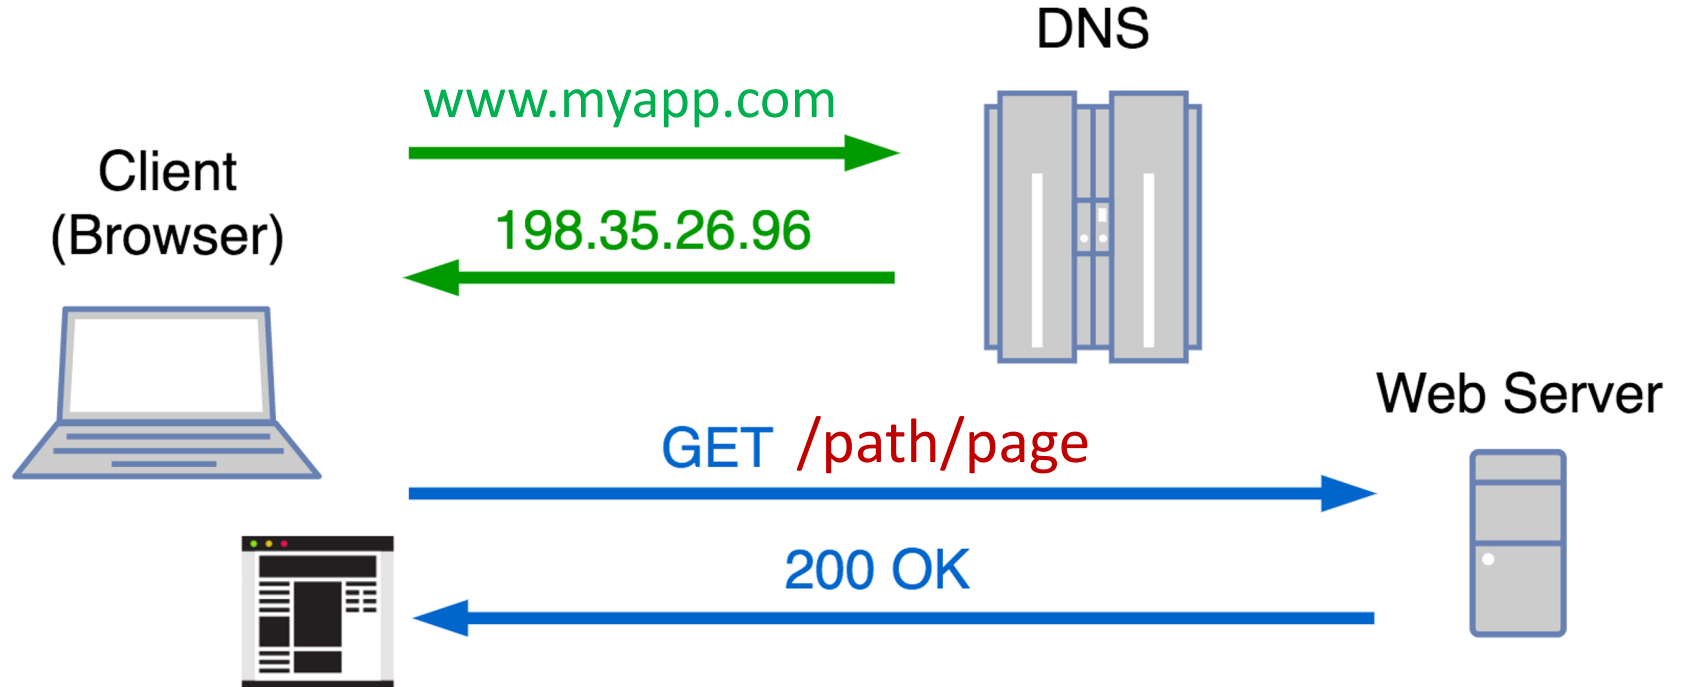 DNS
www.myapp.com
Client
(Browser)
198.35.26.96
Web Server
GET /path/page
200 OK